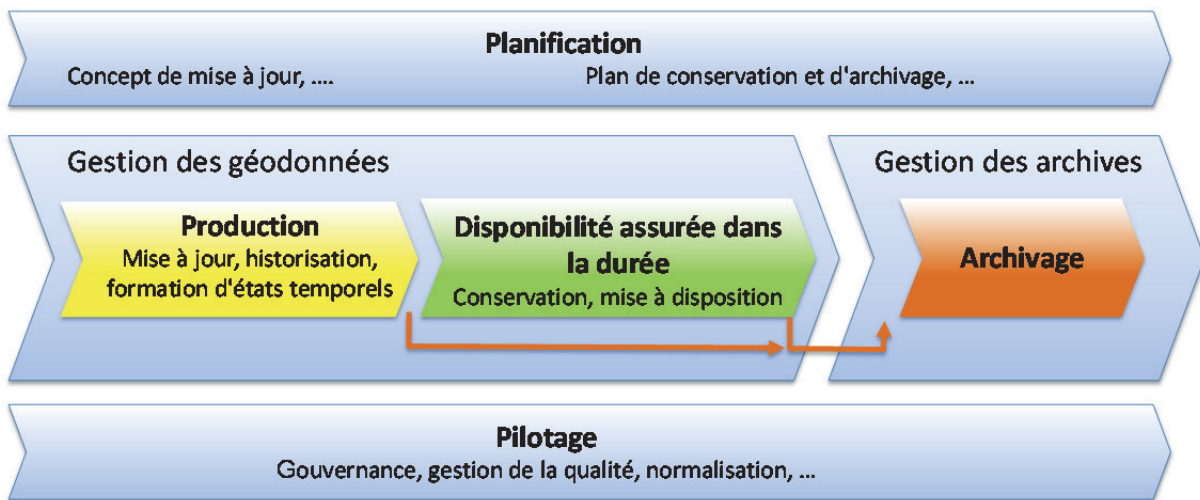 Planification
Concept de mise à jour, .... Plan de conservation et d'archivage, ...
Gestion des géodonnées
Production
Mise à jour, historisation,
formation d'états temporels
Disponibilité assurée dans
la durée
Conservation, mise à disposition
Gestion des archives
Archivage
Pilotage
Gouvernance, gestion de la qualité, normalisation, ...